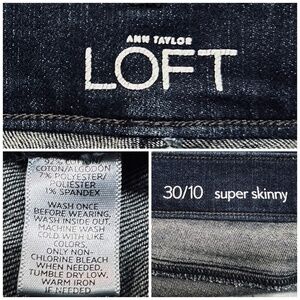 ANN TAYLOR
LOFT
COTTON/ALGODON
7% POLYESTER/
POLIESTER
1% SPANDEX
WASH ONCE
BEFORE WEARING,
WASH INSIDE OUT,
MACHINE WASH
COLD WITH LIKE
COLORS,
ONLY NON-
CHLORINE BLEACH
WHEN NEEDED,
TUMBLE DRY LOW,
WARM IRON
IF NEEDED
30/10 super skinny